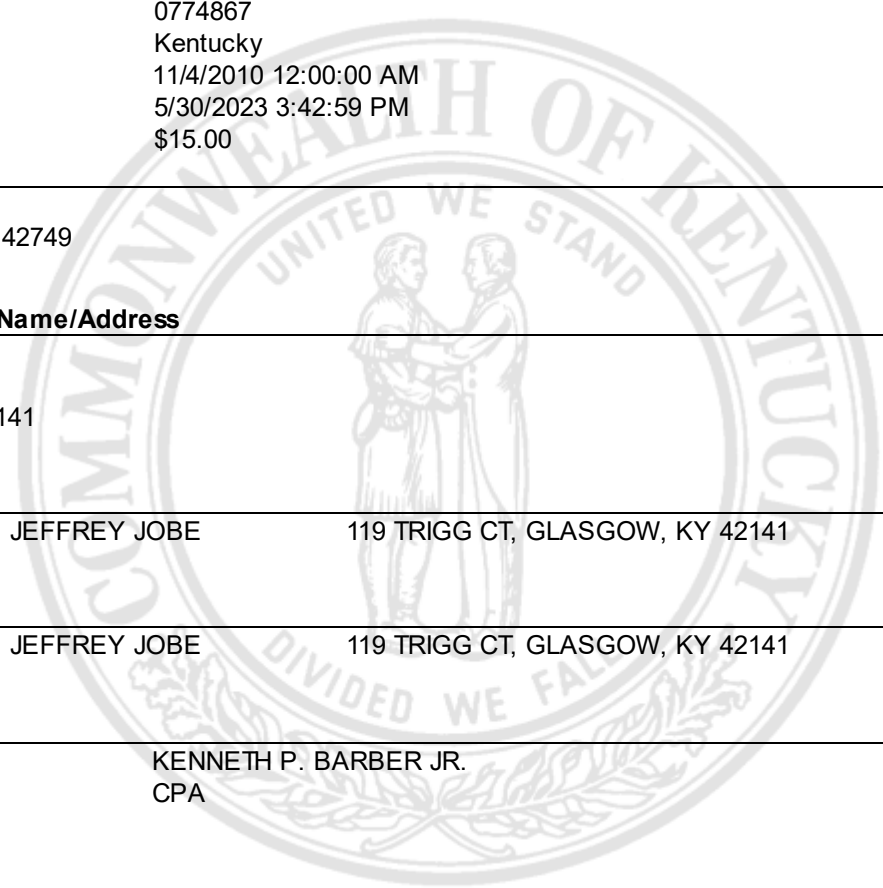 0774867
Kentucky
11/4/2010 12:00:00 AM
5/30/2023 3:42:59 PM
$15.00
42749
Name/Address
141
JEFFREY JOBE 119 TRIGG CT, GLASGOW, KY 42141
JEFFREY JOBE 119 TRIGG CT, GLASGOW, KY 42141
KENNETH P. BARBER JR.
CPA
COMMONWEALTH OF KENTUCKY
UNITED WE STAND
DIVIDED WE FALL